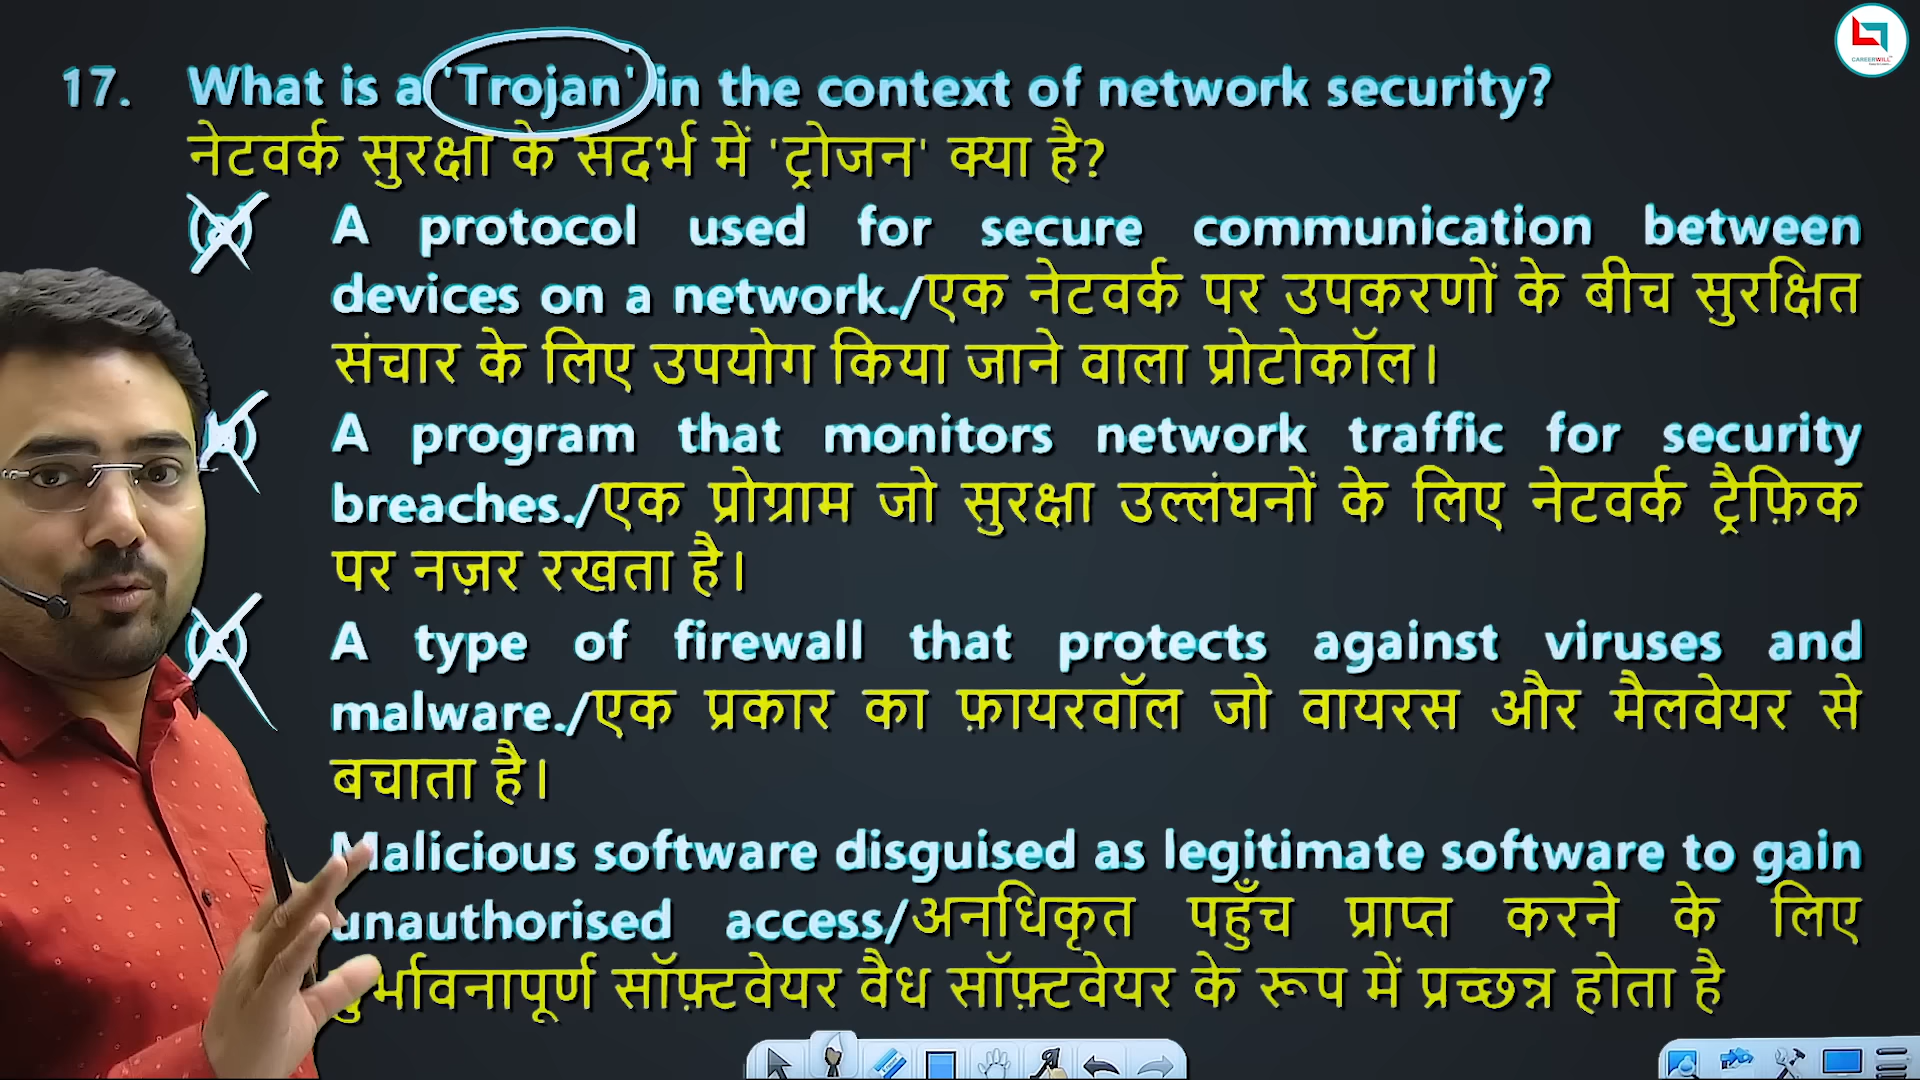 17. What is a 'Trojan' in the context of network security?
नेटवर्क सुरक्षा के संदर्भ में 'ट्रोजन' क्या है?
A protocol used for secure communication between
devices on a network./एक नेटवर्क पर उपकरणों के बीच सुरक्षित
संचार के लिए उपयोग किया जाने वाला प्रोटोकॉल।
A program that monitors network traffic for security
breaches./एक प्रोग्राम जो सुरक्षा उल्लंघनों के लिए नेटवर्क ट्रैफ़िक
पर नज़र रखता है।
A type of firewall that protects against viruses and
malware./एक प्रकार का फ़ायरवॉल जो वायरस और मैलवेयर से
बचाता है।
Malicious software disguised as legitimate software to gain
unauthorised access/अनधिकृत पहुँच प्राप्त करने के लिए
दुर्भावनापूर्ण सॉफ़्टवेयर वैध सॉफ़्टवेयर के रूप में प्रच्छन्न होता है
CAREERWILL